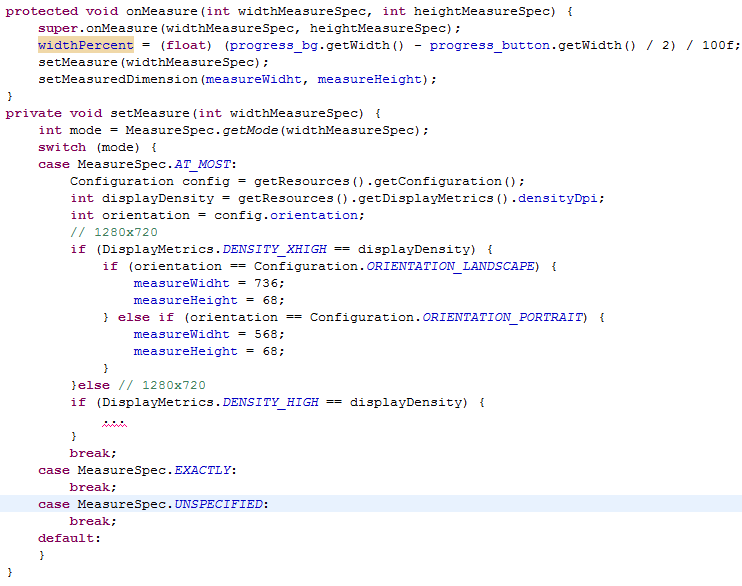 protected void onMeasure(int widthMeasureSpec, int heightMeasureSpec) {
super.onMeasure(widthMeasureSpec, heightMeasureSpec);
widthPercent = (float) (progress_bg.getWidth() - progress_button.getWidth() / 2) / 100f;
setMeasure(widthMeasureSpec);
setMeasuredDimension(measureWidht, measureHeight);
}
private void setMeasure(int widthMeasureSpec) {
int mode = MeasureSpec.getMode(widthMeasureSpec);
switch (mode) {
case MeasureSpec.AT_MOST:
Configuration config = getResources().getConfiguration();
int displayDensity = getResources().getDisplayMetrics().densityDpi;
int orientation = config.orientation;
// 1280x720
if (DisplayMetrics.DENSITY_XHIGH == displayDensity) {
if (orientation == Configuration.ORIENTATION_LANDSCAPE) {
measureWidht = 736;
measureHeight = 68;
} else if (orientation == Configuration.ORIENTATION_PORTRAIT) {
measureWidht = 568;
measureHeight = 68;
}
}else // 1280x720
if (DisplayMetrics.DENSITY_HIGH == displayDensity) {
...
}
break;
case MeasureSpec.EXACTLY:
break;
case MeasureSpec.UNSPECIFIED:
break;
default:
}
}